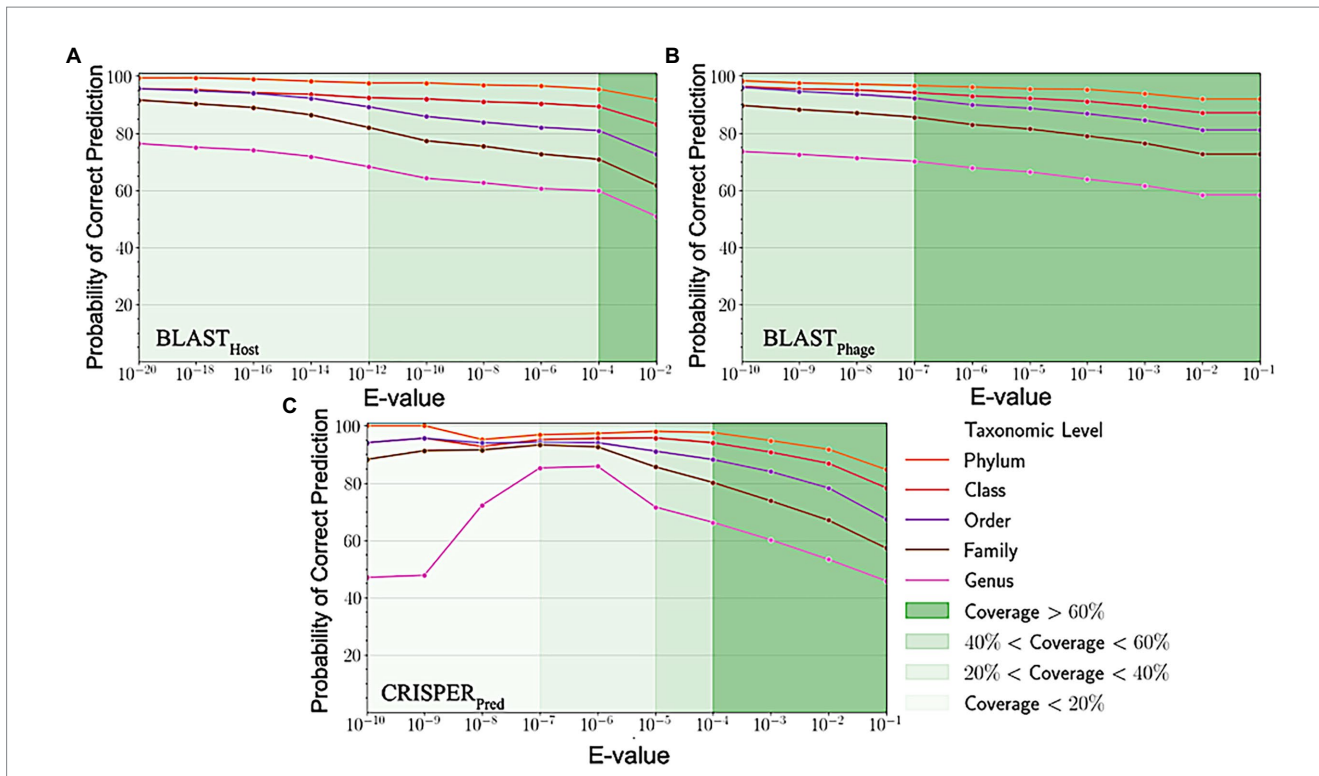 A
Probability of Correct Prediction
100
80
60
40
20
BLAST_Host
10^-20 10^-18 10^-16 10^-14 10^-12 10^-10 10^-8 10^-6 10^-4 10^-2
E-value
B
Probability of Correct Prediction
100
80
60
40
20
BLAST_Phage
10^-10 10^-9 10^-8 10^-7 10^-6 10^-5 10^-4 10^-3 10^-2 10^-1
E-value
C
Probability of Correct Prediction
100
80
60
40
20
CRISPER_Pred
10^-10 10^-9 10^-8 10^-7 10^-6 10^-5 10^-4 10^-3 10^-2 10^-1
E-value
Taxonomic Level
Phylum
Class
Order
Family
Genus
Coverage > 60%
40% < Coverage < 60%
20% < Coverage < 40%
Coverage < 20%